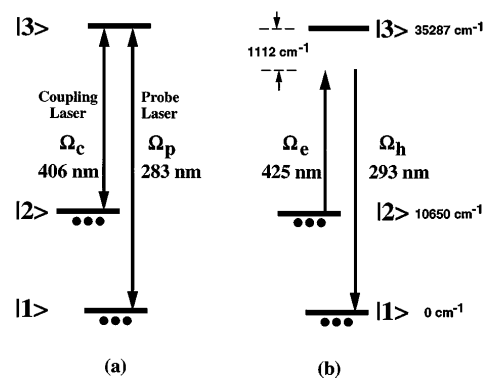 |3>
Coupling Laser
Probe Laser
Ωc
Ωp
406 nm
283 nm
|2>
|1>
(a)
|3> 35287 cm-1
1112 cm-1
Ωe
Ωh
425 nm
293 nm
|2> 10650 cm-1
|1> 0 cm-1
(b)